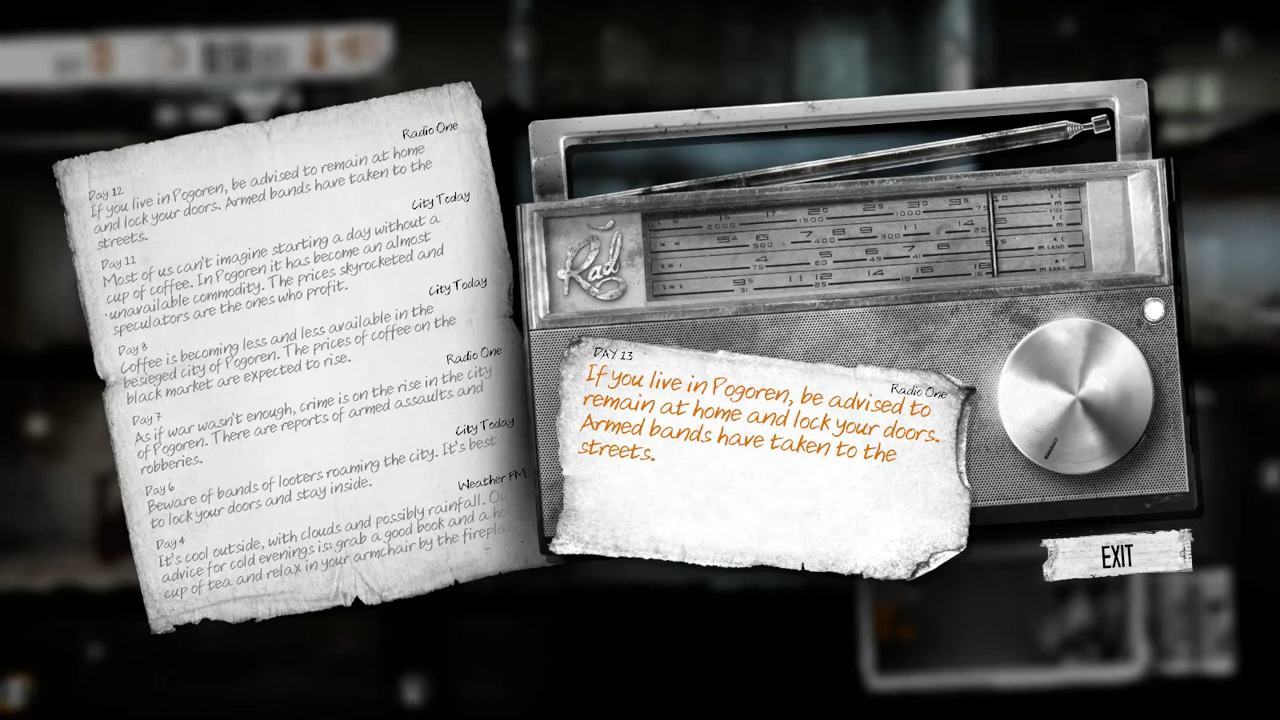 Radio One
Day 12
If you live in Pogoren, be advised to remain at home
and lock your doors. Armed bands have taken to the
streets.
City Today
Day 11
Most of us can't imagine starting a day without a
cup of coffee. In Pogoren it has become an almost
unavailable commodity. The prices skyrocketed and
speculators are the ones who profit.
City Today
Day 8
Coffee is becoming less and less available in the
besieged city of Pogoren. The prices of coffee on the
black market are expected to rise.
Radio One
Day 7
As if war wasn't enough, crime is on the rise in the city
of Pogoren. There are reports of armed assaults and
robberies.
City Today
Day 6
Beware of bands of looters roaming the city. It's best
to lock your doors and stay inside.
Weather FM
Day 4
It's cool outside, with clouds and possibly rainfall.
advice for cold evenings is: grab a good book and a
cup of tea and relax in your armchair by the
Rad
DAY 13
Radio One
If you live in Pogoren, be advised to
remain at home and lock your doors.
Armed bands have taken to the
streets.
EXIT